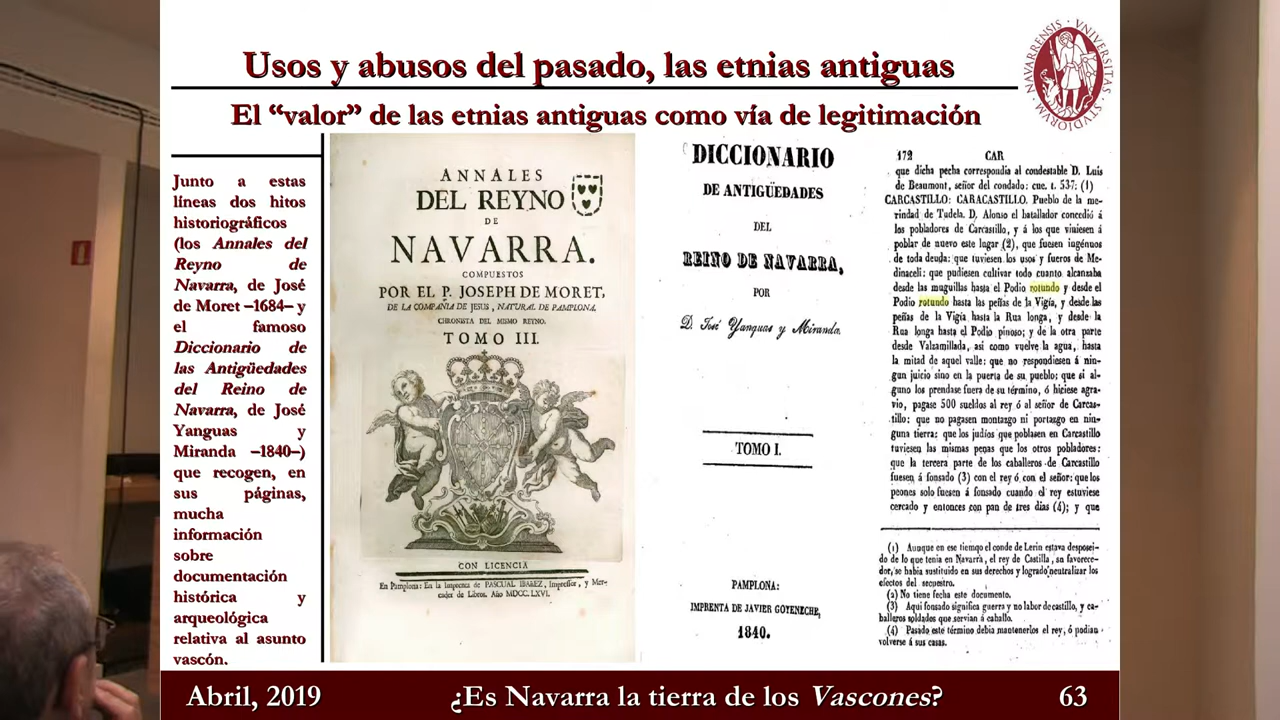 Usos y abusos del pasado, las etnias antiguas
El “valor” de las etnias antiguas como vía de legitimación
NAVARRENSIS · VNIVERSITAS · STVDIORVM
Junto a estas
líneas dos hitos
historiográficos
(los Annales del
Reyno de
Navarra, de José
de Moret –1684– y
el famoso
Diccionario de
las Antigüedades
del Reino de
Navarra, de José
Yanguas y
Miranda –1840–)
que recogen, en
sus páginas,
mucha
información
sobre
documentación
histórica y
arqueológica
relativa al asunto
vascón.
ANNALES
DEL REYNO
DE
NAVARRA.
COMPUESTOS
POR EL P. JOSEPH DE MORET,
DE LA COMPAÑIA DE JESUS, NATURAL DE PAMPLONA,
CHRONISTA DEL MISMO REYNO.
TOMO III.
CON LICENCIA
En Pamplona: En la Imprenta de PASCUAL IBAÑEZ, Impressor, y Mer-
cader de Libros. Año MDCC.LXVI.
DICCIONARIO
DE ANTIGÜEDADES
DEL
REINO DE NAVARRA,
POR
D. José Yanguas y Miranda.
TOMO I.
PAMPLONA:
IMPRENTA DE JAVIER GOYENECHE,
1840.
172 CAR
que dicha pecha correspondia al condestable D. Luis
de Beaumont, señor del condado: cue. t. 537; (1)
CARCASTILLO: CARACASTILLO. Pueblo de la me-
rindad de Tudela. D. Alonso el batallador concedió á
los pobladores de Carcastillo, y á los que viniesen á
poblar de nuevo este lugar (2), que fuesen ingénuos
de toda deuda: que tuviesen los usos y fueros de Me-
dinaceli: que pudiesen cultivar todo cuanto alcanzaba
desde las muguillas hasta el Podio rotundo y desde el
Podio rotundo hasta las peñas de la Vigía, y desde las
peñas de la Vigía hasta la Rua longa, y desde la
Rua longa hasta el Podio pinoso; y de la otra parte
desde Valzamillada, asi como vuelve la agua, hasta
la mitad de aquel valle: que no respondiesen á nin-
gun juicio sino en la puerta de su pueblo; que si al-
guno los prendase fuera de su término, ó hiciese agra-
vio, pagase 500 sueldos al rey ó al señor de Carcas-
tillo: que no pagasen montazgo ni portazgo en nin-
guna tierra: que los judios que poblasen en Carcastillo
tuviesen las mismas penas que los otros pobladores:
que la tercera parte de los caballeros de Carcastillo
fuesen á fonsado (3) con el rey ó con el señor: que los
peones solo fuesen á fonsado cuando el rey estuviese
cercado y entonces con pan de tres dias (4); y que
(1) Aunque en ese tiempo el conde de Lerin estava desposei-
do de lo que tenia en Navarra, el rey de Castilla, su favorece-
dor, se habia sustituido en sus derechos y logrado neutralizar los
efectos del secuestro.
(2) No tiene fecha este documento.
(3) Aqui fonsado significa guerra y no labor de castillo, y ca-
balleros soldados que servian á caballo.
(4) Pasado este término debia mantenerlos el rey, ó podian
volverse á sus casas.
Abril, 2019
¿Es Navarra la tierra de los Vascones?
63